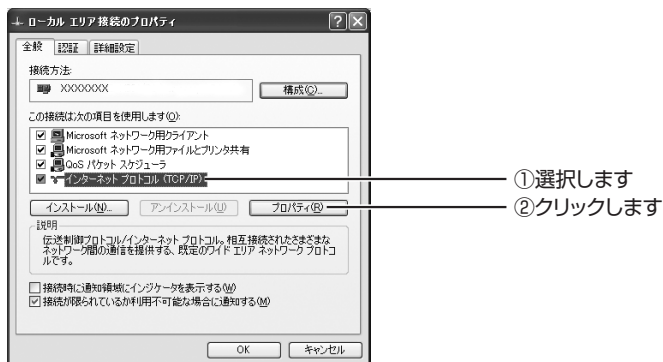 ローカル エリア接続のプロパティ
全般 認証 詳細設定
接続方法:
XXXXXXX 構成(C)...
この接続は次の項目を使用します(O):
Microsoft ネットワーク用クライアント
Microsoft ネットワーク用ファイルとプリンタ共有
QoS パケット スケジューラ
インターネット プロトコル (TCP/IP)
①選択します
インストール(N)... アンインストール(U) プロパティ(R)
②クリックします
説明
伝送制御プロトコル/インターネット プロトコル。相互接続されたさまざまな
ネットワーク間の通信を提供する、既定のワイド エリア ネットワーク プロトコ
ルです。
接続時に通知領域にインジケータを表示する(W)
接続が限られているか利用不可能な場合に通知する(M)
OK キャンセル